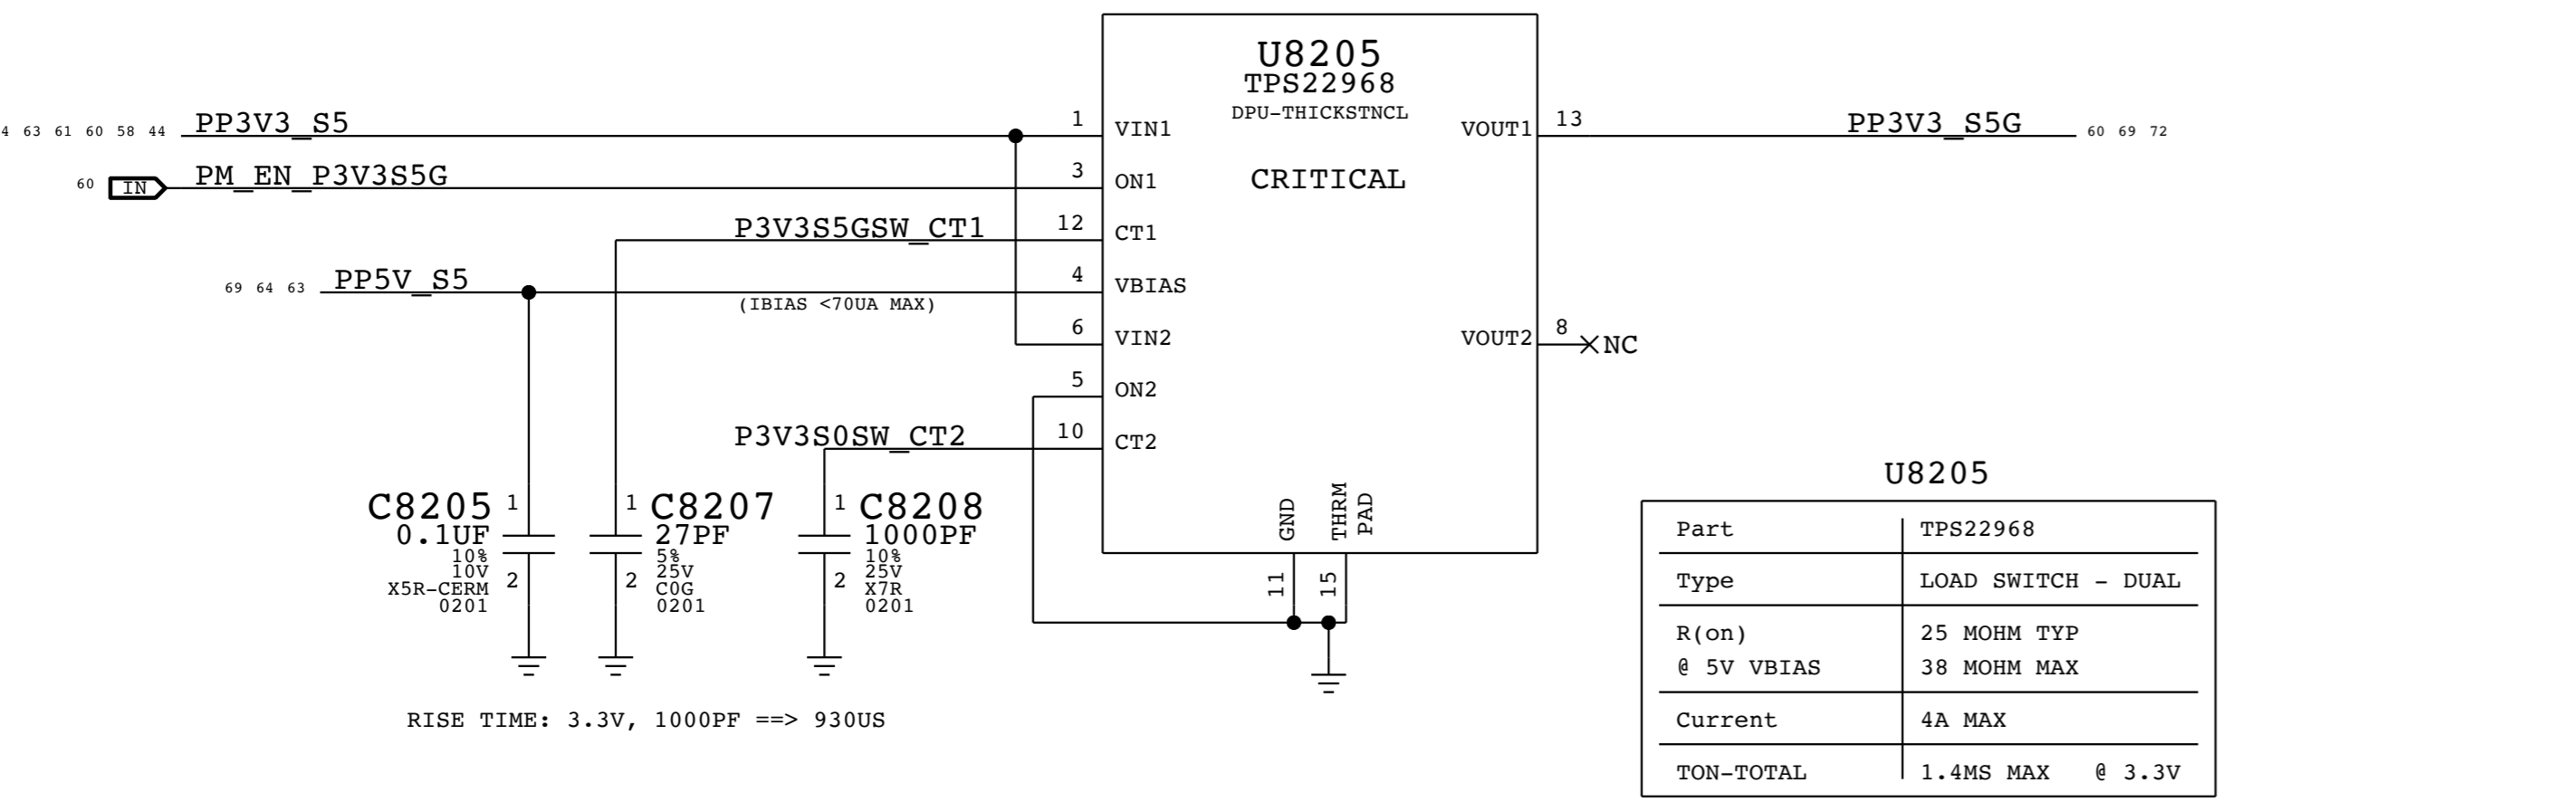 U8205
TPS22968
DPU-THICKSTNCL
CRITICAL
4 63 61 60 58 44
PP3V3_S5
1
VIN1
VOUT1
13
PP3V3_S5G
60 69 72
60
IN
PM_EN_P3V3S5G
3
ON1
P3V3S5GSW_CT1
12
CT1
69 64 63
PP5V_S5
4
VBIAS
(IBIAS <70UA MAX)
6
VIN2
VOUT2
8
NC
5
ON2
P3V3S0SW_CT2
10
CT2
GND
THRM
PAD
11
15
C8205
0.1UF
10%
10V
X5R-CERM
0201
1
2
1
2
C8207
27PF
5%
25V
C0G
0201
1
2
C8208
1000PF
10%
25V
X7R
0201
RISE TIME: 3.3V, 1000PF ==> 930US
U8205
Part TPS22968
Type LOAD SWITCH - DUAL
R(on) 25 MOHM TYP
@ 5V VBIAS 38 MOHM MAX
Current 4A MAX
TON-TOTAL 1.4MS MAX @ 3.3V